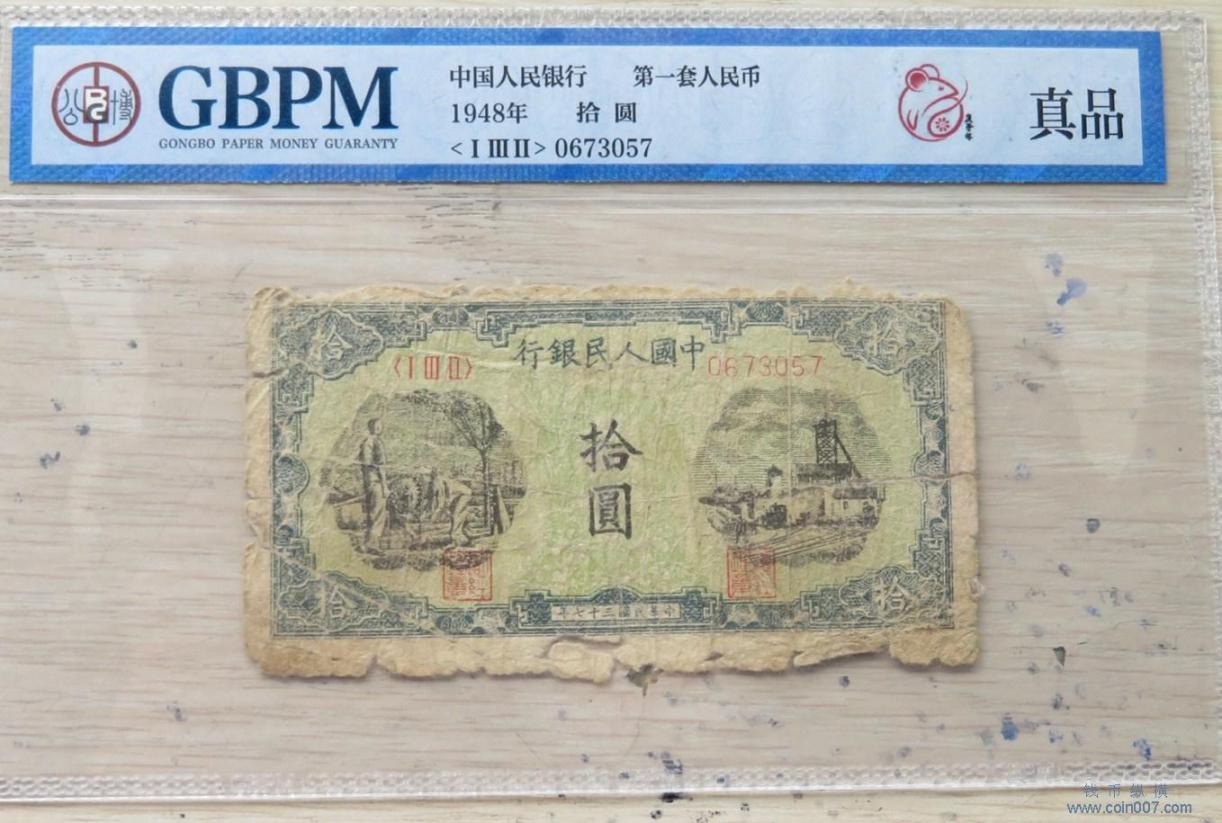 公博
GBPM
GONGBO PAPER MONEY GUARANTY
中国人民银行 第一套人民币
1948年 拾圆
<Ⅰ Ⅲ Ⅱ> 0673057
真品
拾 拾
〈Ⅰ Ⅲ Ⅱ〉 行銀民人國中 0673057
拾
圓
拾 年七十三國民華中 拾
钱币纵横
www.coin007.com